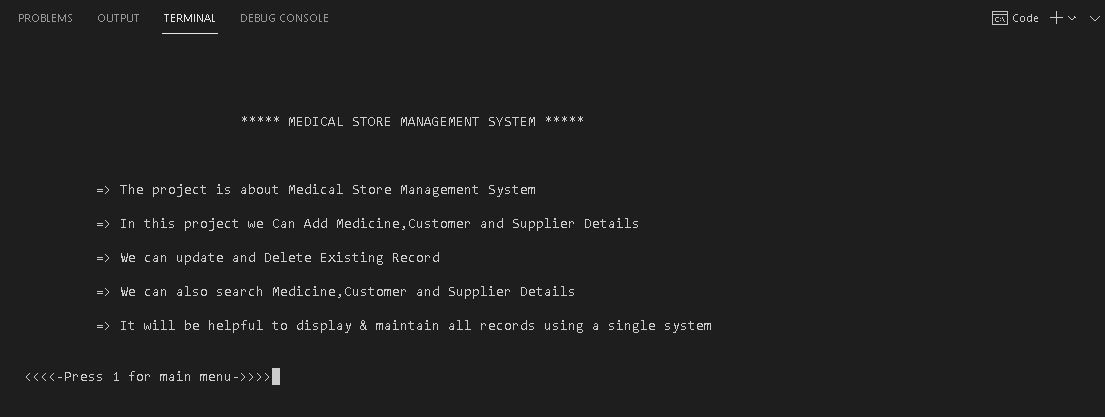 PROBLEMS OUTPUT TERMINAL DEBUG CONSOLE Code
***** MEDICAL STORE MANAGEMENT SYSTEM *****
=> The project is about Medical Store Management System
=> In this project we Can Add Medicine,Customer and Supplier Details
=> We can update and Delete Existing Record
=> We can also search Medicine,Customer and Supplier Details
=> It will be helpful to display & maintain all records using a single system
<<<<-Press 1 for main menu->>>>